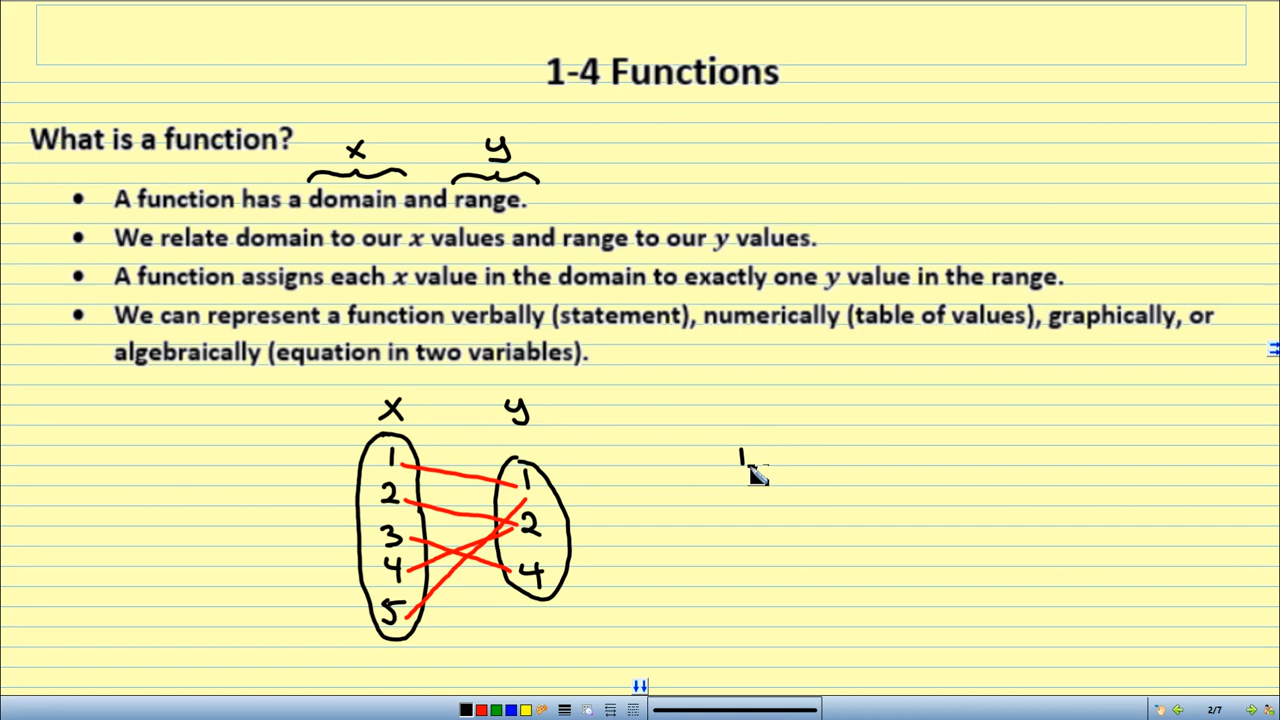 1-4 Functions
What is a function?
x y
• A function has a domain and range.
• We relate domain to our x values and range to our y values.
• A function assigns each x value in the domain to exactly one y value in the range.
• We can represent a function verbally (statement), numerically (table of values), graphically, or
algebraically (equation in two variables).
x y
1 1
2 2
3
4 4
5
1
2/7